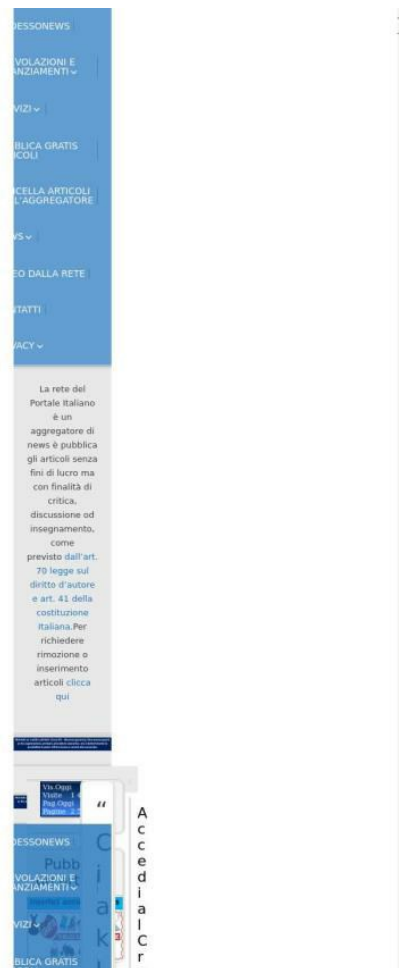 ESSONEWS
VOLAZIONI E
NZIAMENTI
VIZI
BLICA GRATIS
ICOLI
CELLA ARTICOLI
L'AGGREGATORE
WS
EO DALLA RETE
NTATTI
VACY
La rete del
Portale Italiano
è un
aggregatore di
news è pubblica
gli articoli senza
fini di lucro ma
con finalità di
critica,
discussione od
insegnamento,
come
previsto dall'art.
70 legge sul
diritto d'autore
e art. 41 della
costituzione
Italiana.Per
richiedere
rimozione o
inserimento
articoli clicca
qui
Vis.Oggi
Visite
Pag.Oggi
Pagine
“
C
i
a
k
A
c
c
e
d
i
a
l
C
r
ESSONEWS
Pubb
VOLAZIONI E
NZIAMENTI
VIZI
BLICA GRATIS